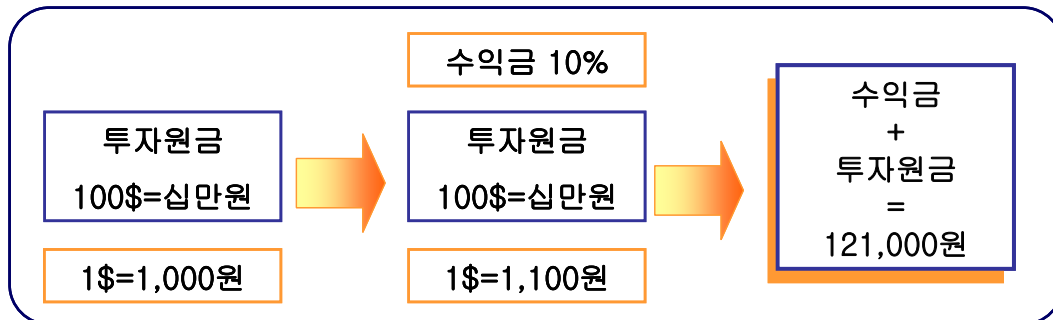 투자원금
100$=십만원
1$=1,000원
수익금 10%
투자원금
100$=십만원
1$=1,100원
수익금
+
투자원금
=
121,000원